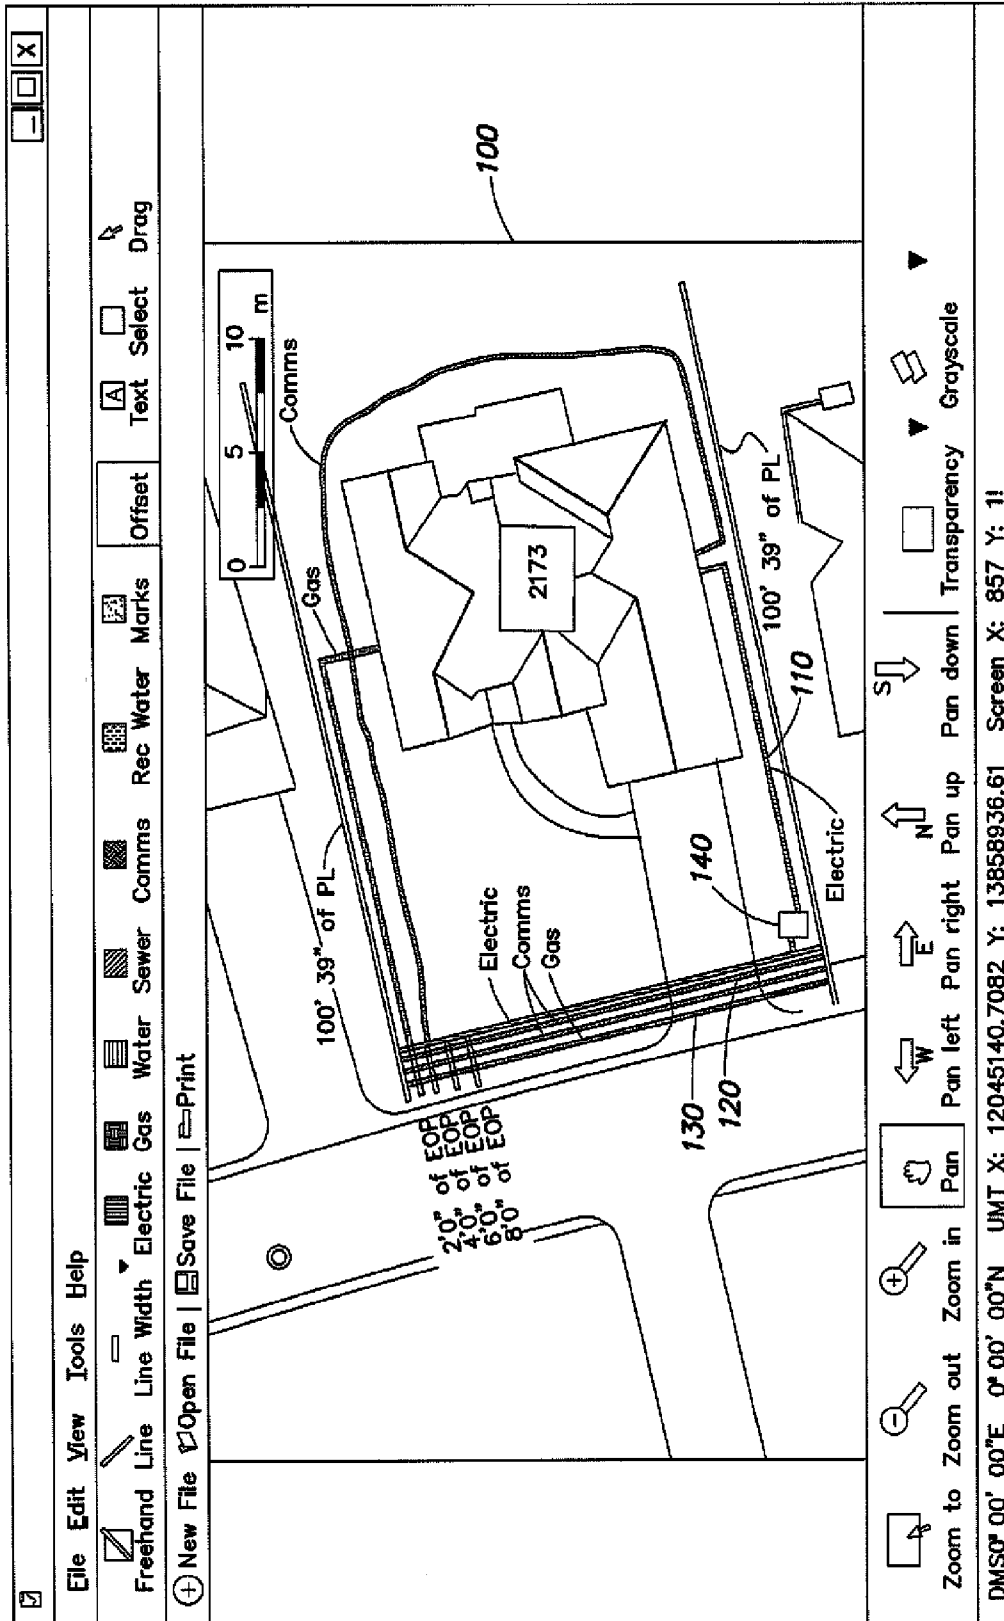 File Edit View Tools Help
Freehand Line Line Width Electric Gas Water Sewer Comms Rec Water Marks Offset Text Select Drag
A
New File Open File | Save File | Print
0 5 10
m
100
Comms
Gas
100' 39" of PL
2173
Electric
Comms
Gas
2'0" of EOP
4'0" of EOP
6'0" of EOP
8'0" of EOP
140
100' 39" of PL
110
Electric
130
120
W E N S
Zoom to Zoom out Zoom in Pan Pan left Pan right Pan up Pan down | Transparency Grayscale
DMS0° 00' 00"E 0° 00' 00"N UMT X: 12045140.7082 Y: 13858936.61 Screen X: 857 Y: 1!